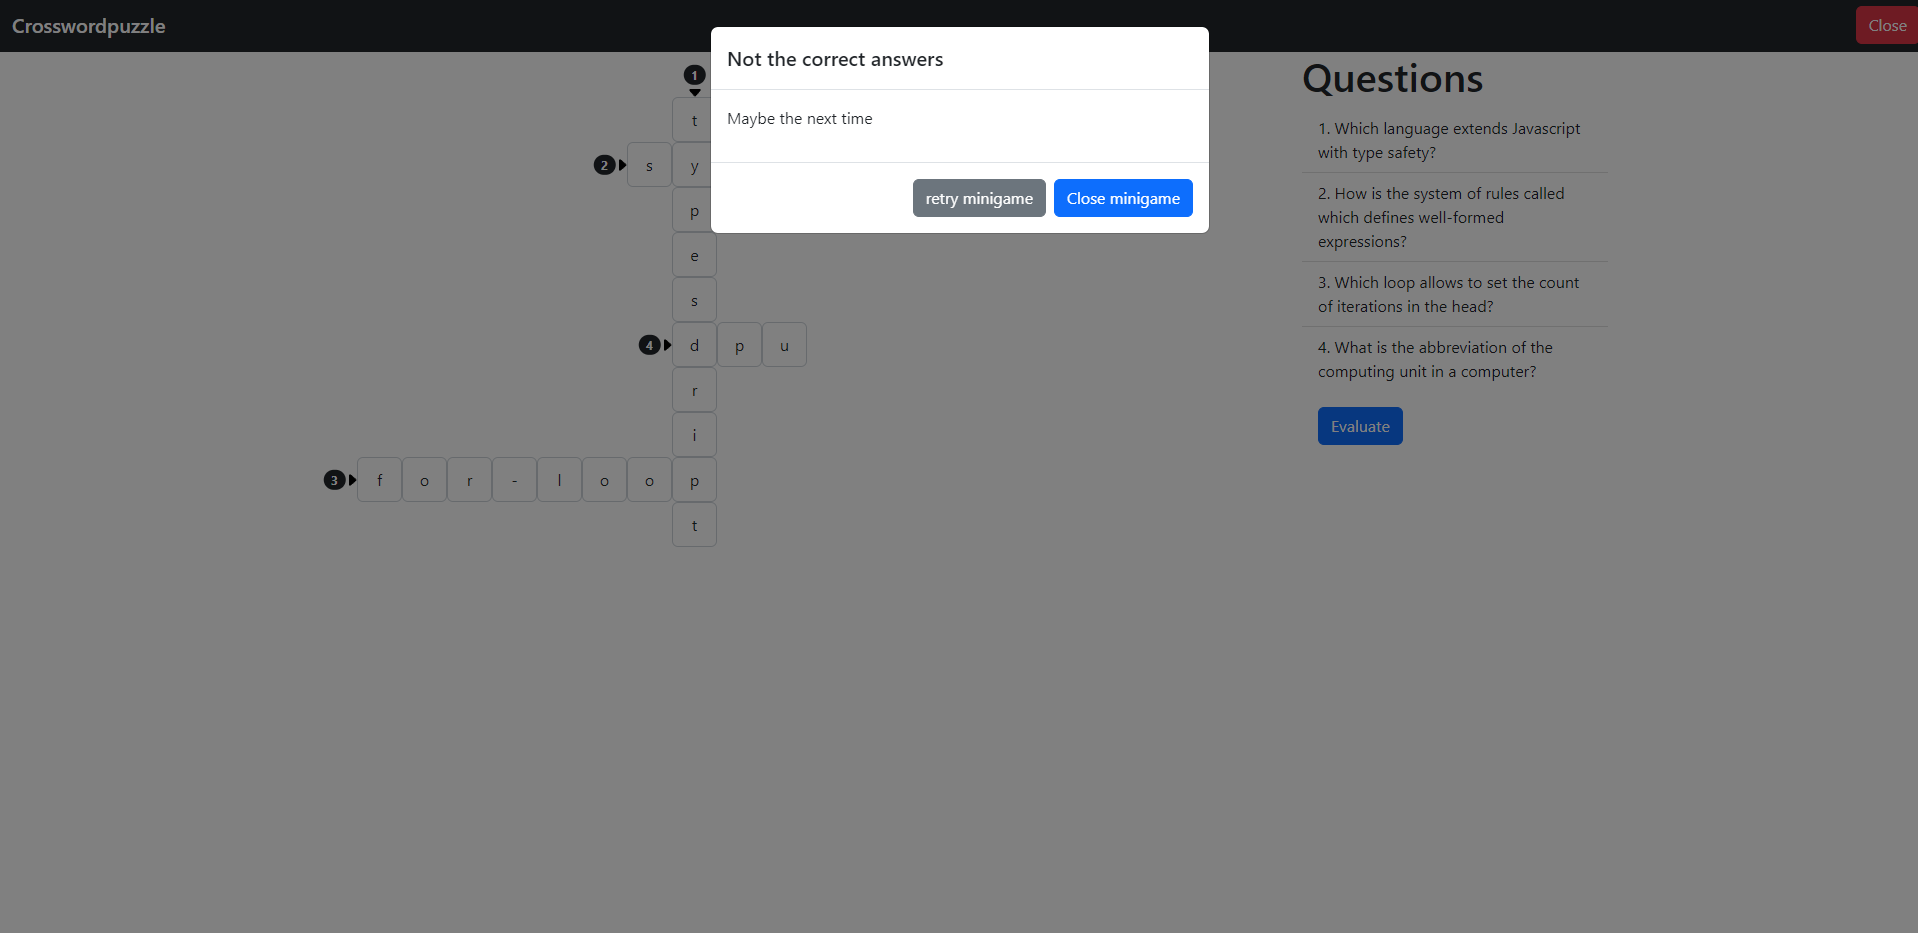 Crosswordpuzzle
Close
Not the correct answers
Maybe the next time
retry minigame
Close minigame
1
t
2 s y
p
e
s
4 d p u
r
i
3 f o r - l o o p
t
Questions
1. Which language extends Javascript
with type safety?
2. How is the system of rules called
which defines well-formed
expressions?
3. Which loop allows to set the count
of iterations in the head?
4. What is the abbreviation of the
computing unit in a computer?
Evaluate